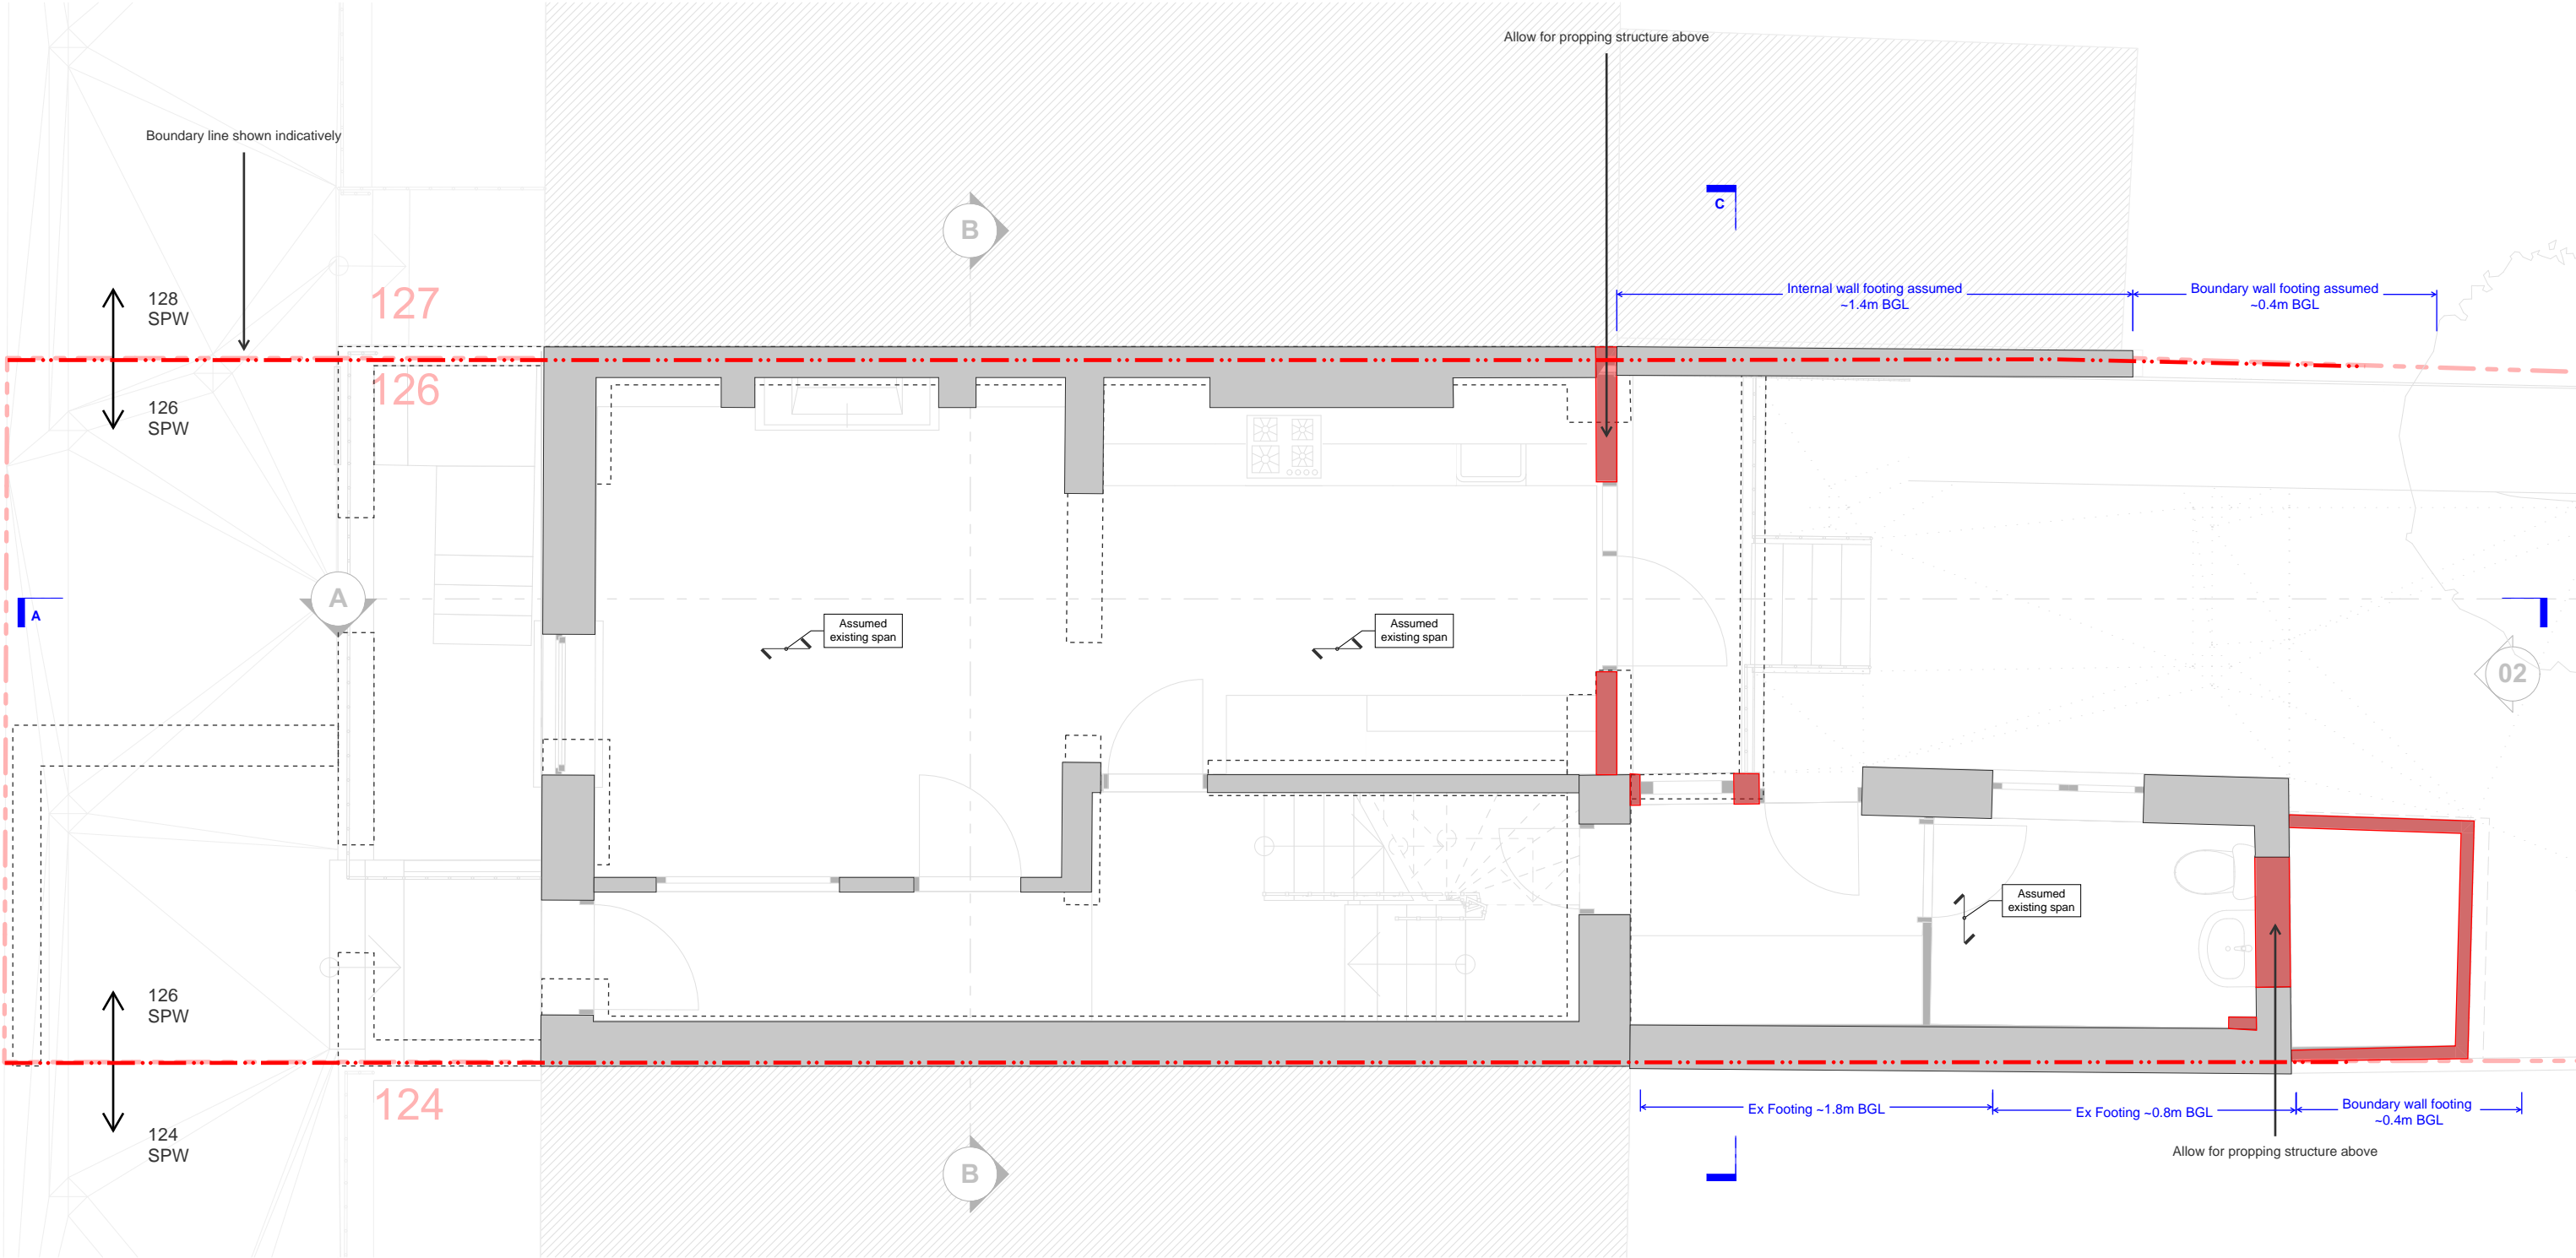 Allow for propping structure above
Boundary line shown indicatively
C
B
128
SPW
127
Internal wall footing assumed
~1.4m BGL
Boundary wall footing assumed
~0.4m BGL
126
126
SPW
A
A
Assumed
existing span
Assumed
existing span
02
Assumed
existing span
126
SPW
124
124
SPW
Ex Footing ~1.8m BGL
Ex Footing ~0.8m BGL
Boundary wall footing
~0.4m BGL
B
Allow for propping structure above